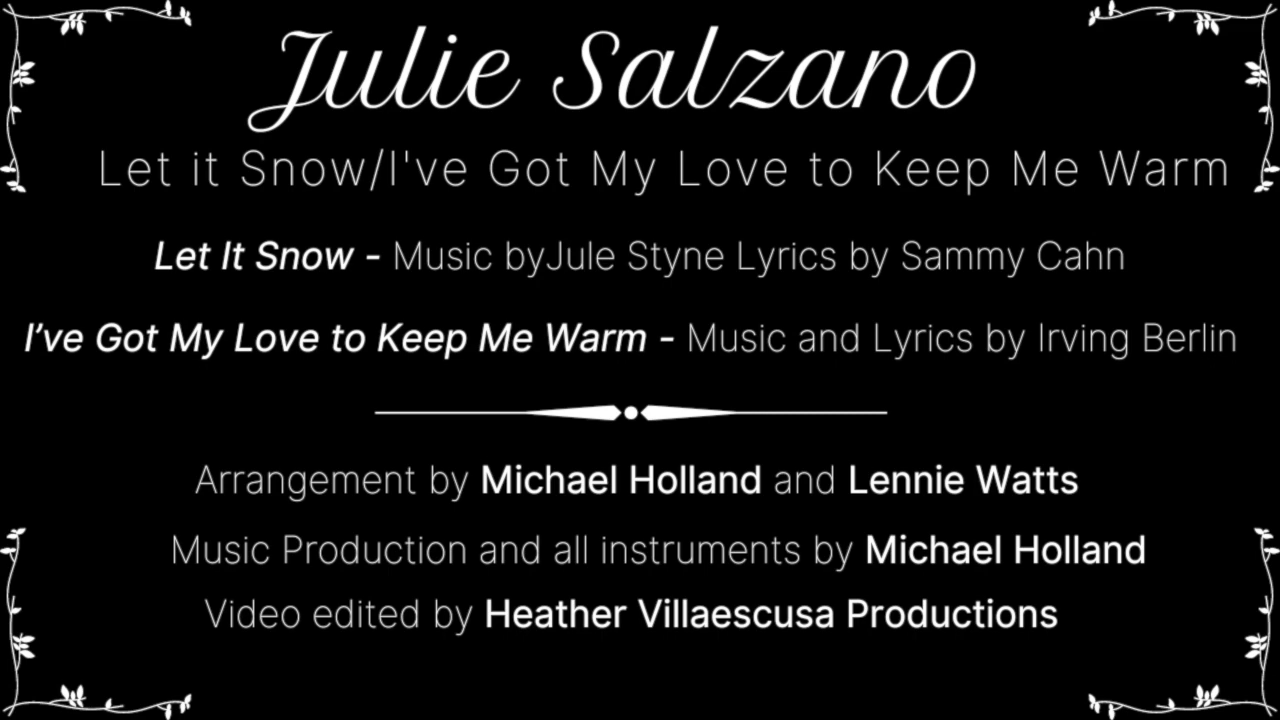 Julie Salzano
Let it Snow/I've Got My Love to Keep Me Warm
Let It Snow - Music byJule Styne Lyrics by Sammy Cahn
I’ve Got My Love to Keep Me Warm - Music and Lyrics by Irving Berlin
Arrangement by Michael Holland and Lennie Watts
Music Production and all instruments by Michael Holland
Video edited by Heather Villaescusa Productions